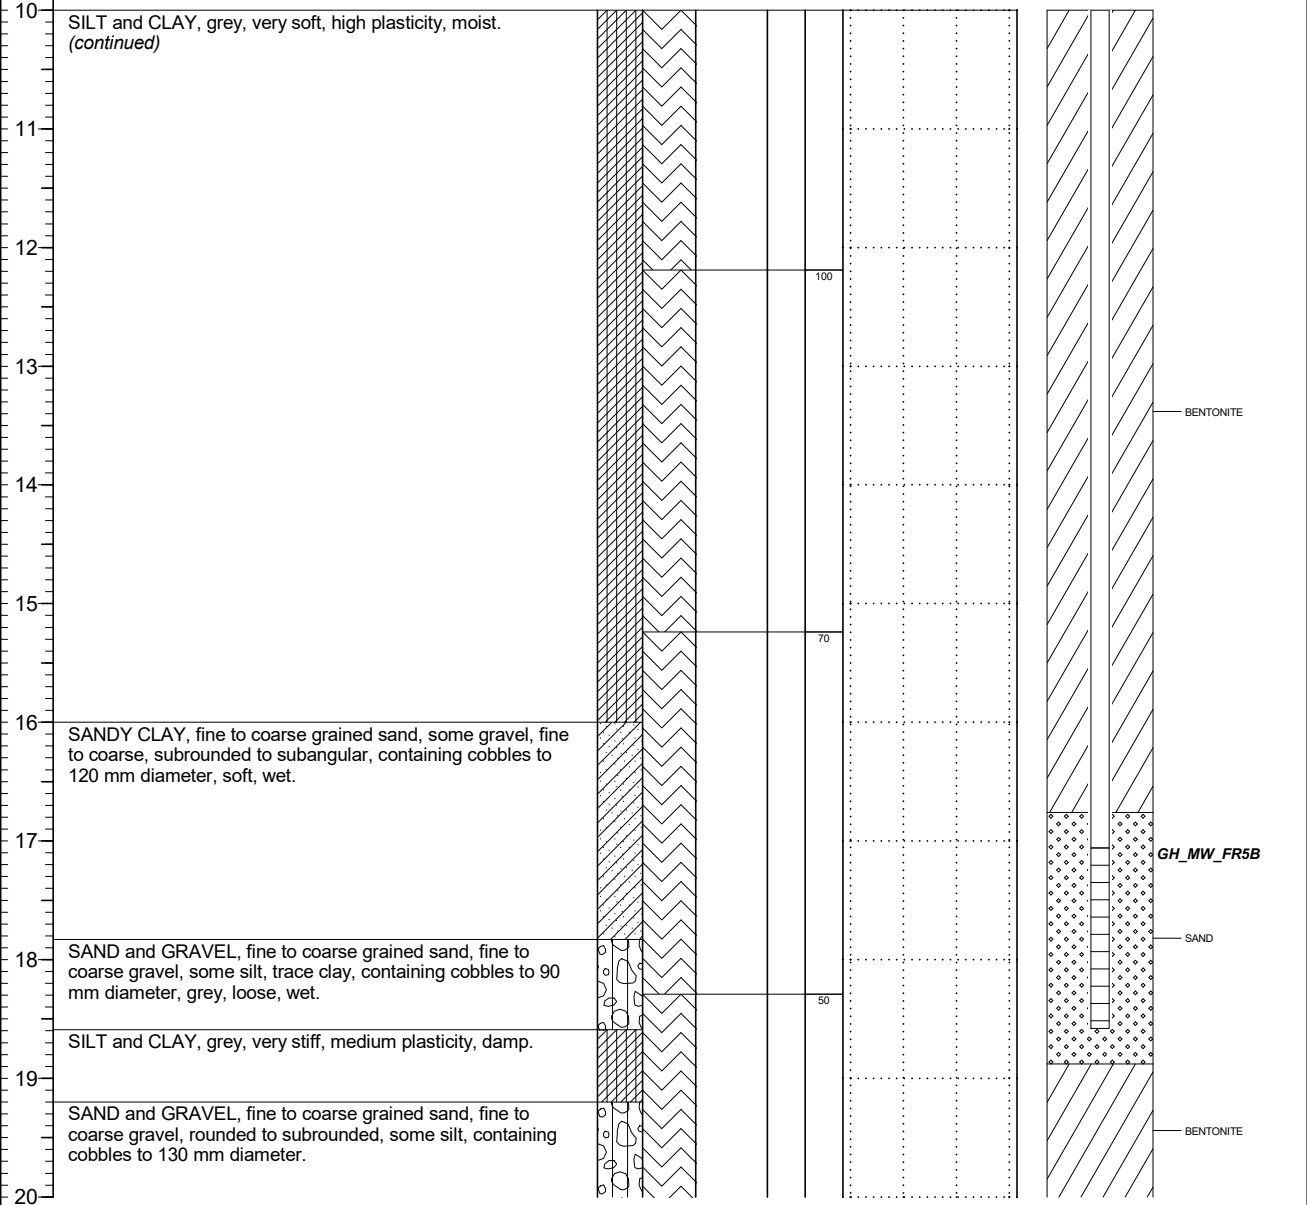 10
SILT and CLAY, grey, very soft, high plasticity, moist.
(continued)
11
12
100
13
BENTONITE
14
15
70
16
SANDY CLAY, fine to coarse grained sand, some gravel, fine
to coarse, subrounded to subangular, containing cobbles to
120 mm diameter, soft, wet.
17
GH_MW_FR5B
SAND
18
SAND and GRAVEL, fine to coarse grained sand, fine to
coarse gravel, some silt, trace clay, containing cobbles to 90
mm diameter, grey, loose, wet.
50
SILT and CLAY, grey, very stiff, medium plasticity, damp.
19
SAND and GRAVEL, fine to coarse grained sand, fine to
coarse gravel, rounded to subrounded, some silt, containing
cobbles to 130 mm diameter.
BENTONITE
20